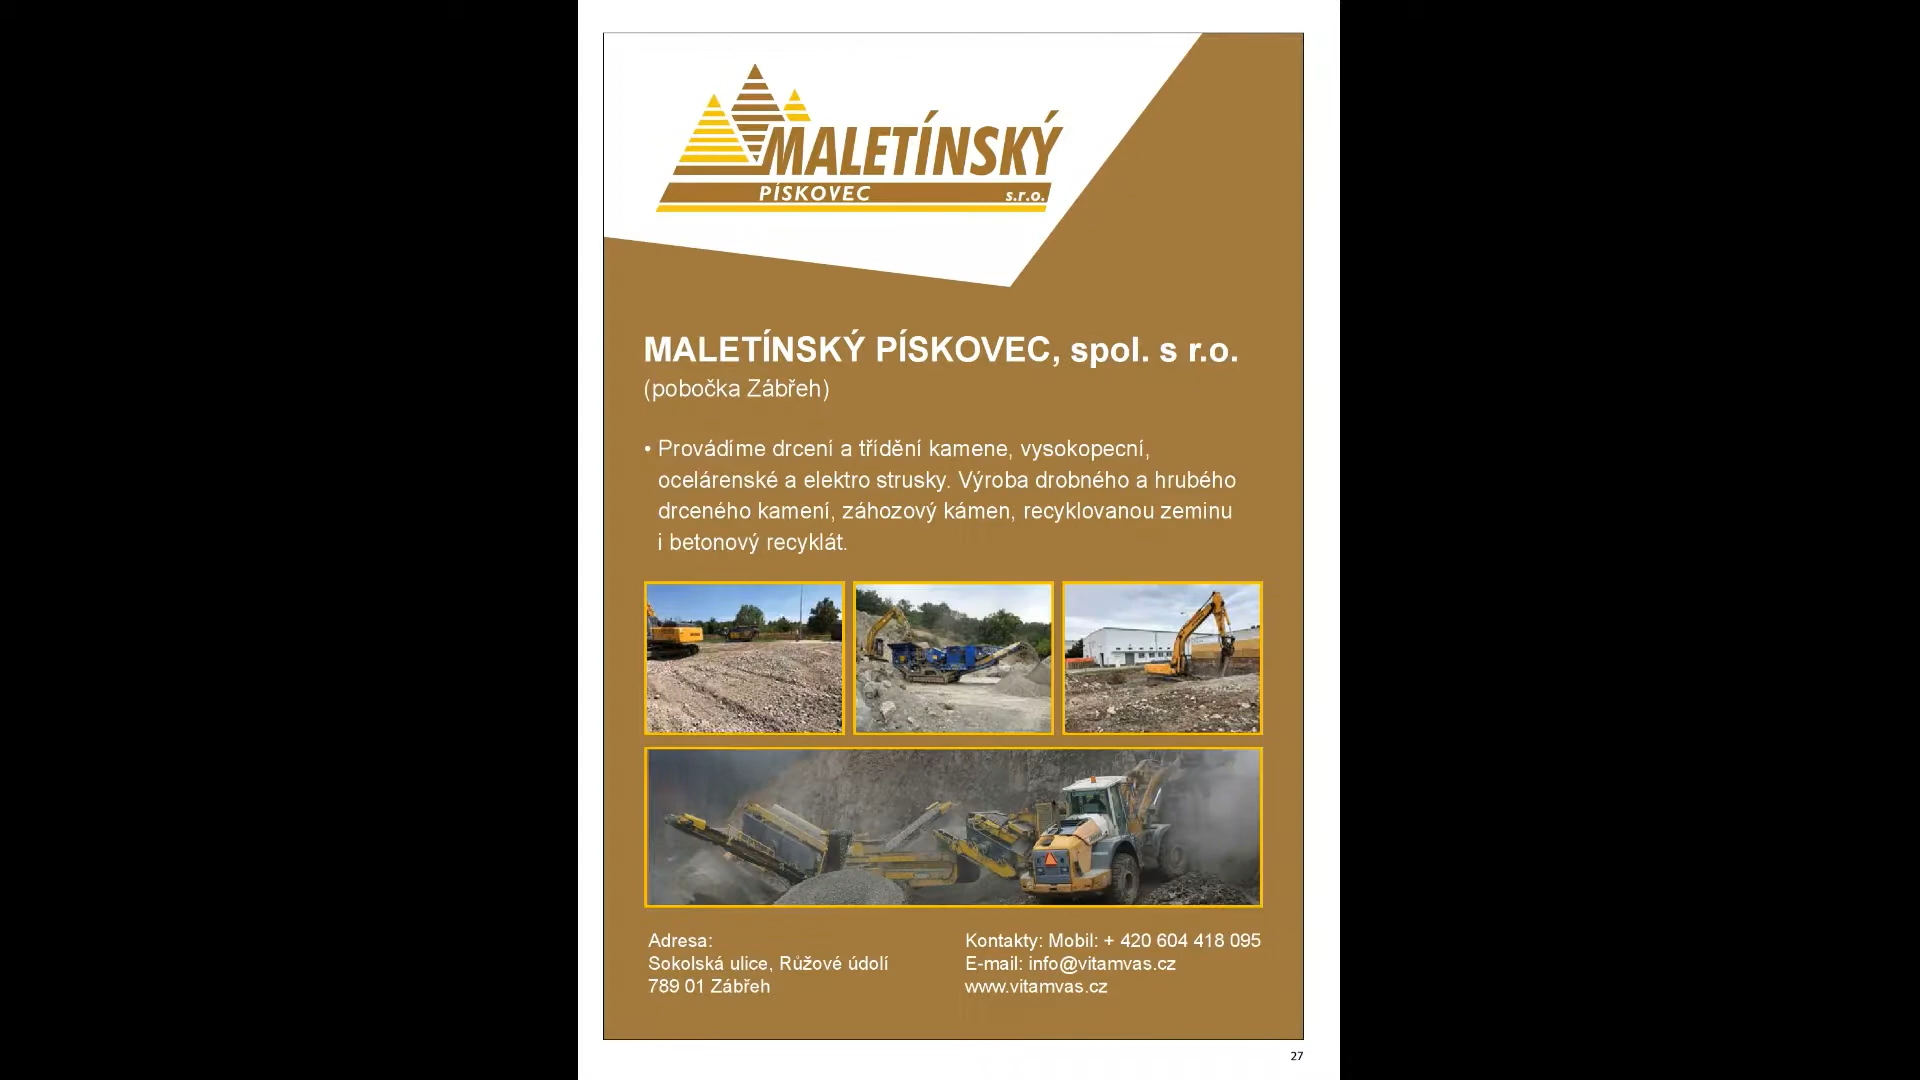 MALETÍNSKÝ
PÍSKOVEC s.r.o.
MALETÍNSKÝ PÍSKOVEC, spol. s r.o.
(pobočka Zábřeh)
• Provádíme drcení a třídění kamene, vysokopecní,
ocelárenské a elektro strusky. Výroba drobného a hrubého
drceného kamení, záhozový kámen, recyklovanou zeminu
i betonový recyklát.
Adresa:
Sokolská ulice, Růžové údolí
789 01 Zábřeh
Kontakty: Mobil: + 420 604 418 095
E-mail: info@vitamvas.cz
www.vitamvas.cz
27